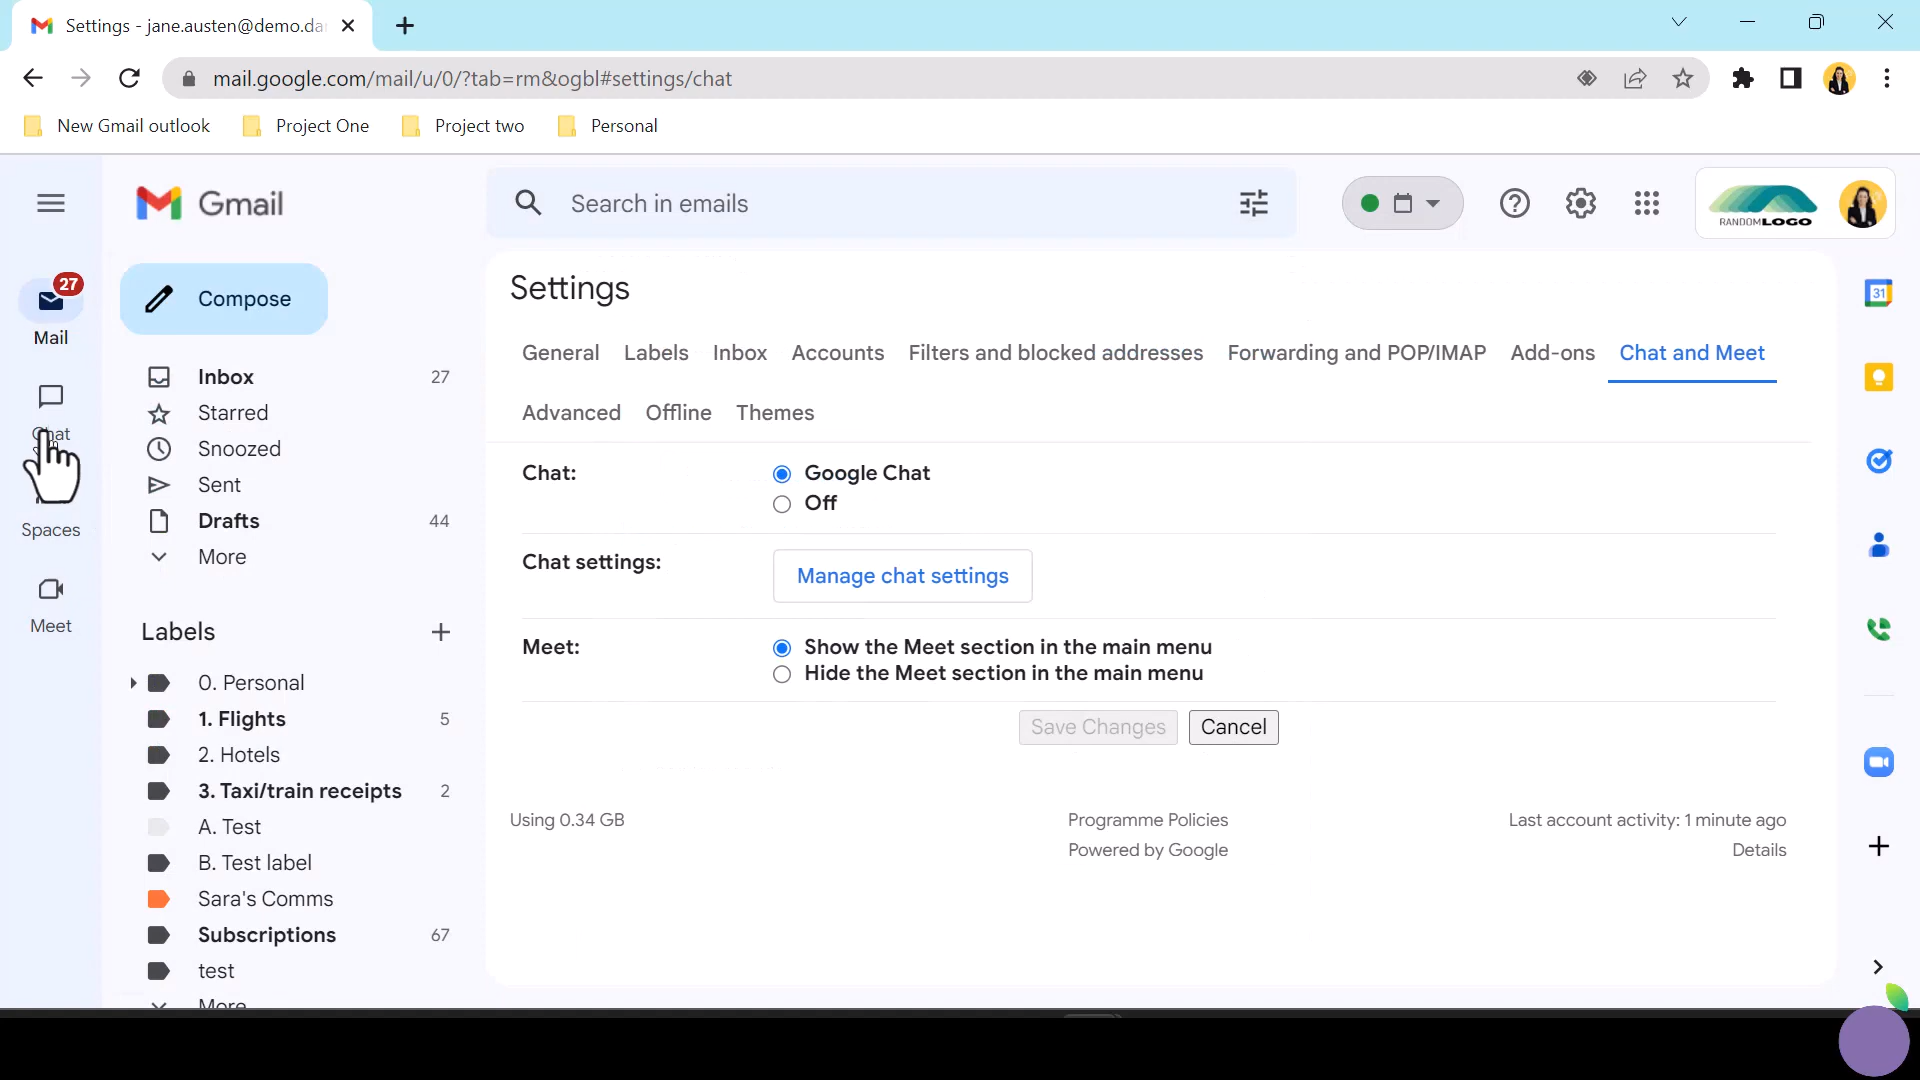 Settings - jane.austen@demo.da
mail.google.com/mail/u/0/?tab=rm&ogbl#settings/chat
New Gmail outlook
Project One
Project two
Personal
Gmail
Search in emails
RANDOMLOGO
27
Mail
Chat
Spaces
Meet
Compose
Inbox 27
Starred
Snoozed
Sent
Drafts 44
More
Labels
0. Personal
1. Flights 5
2. Hotels
3. Taxi/train receipts 2
A. Test
B. Test label
Sara's Comms
Subscriptions 67
test
More
Settings
General Labels Inbox Accounts Filters and blocked addresses Forwarding and POP/IMAP Add-ons Chat and Meet
Advanced Offline Themes
Chat: Google Chat
Off
Chat settings: Manage chat settings
Meet: Show the Meet section in the main menu
Hide the Meet section in the main menu
Save Changes Cancel
Using 0.34 GB
Programme Policies
Powered by Google
Last account activity: 1 minute ago
Details
31